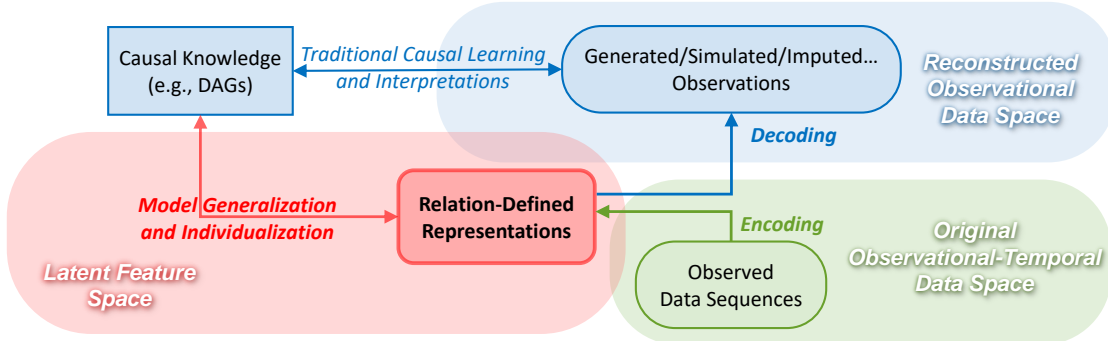 Causal Knowledge
(e.g., DAGs)
Traditional Causal Learning
and Interpretations
Generated/Simulated/Imputed…
Observations
Reconstructed
Observational
Data Space
Decoding
Model Generalization
and Individualization
Relation-Defined
Representations
Encoding
Observed
Data Sequences
Original
Observational-Temporal
Data Space
Latent Feature
Space